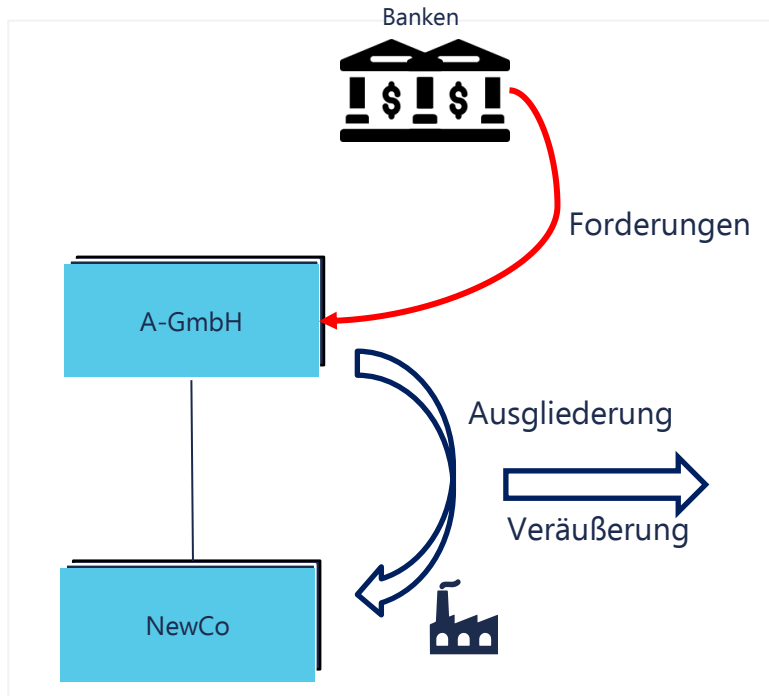 Banken
$ $
Forderungen
A-GmbH
Ausgliederung
Veräußerung
NewCo